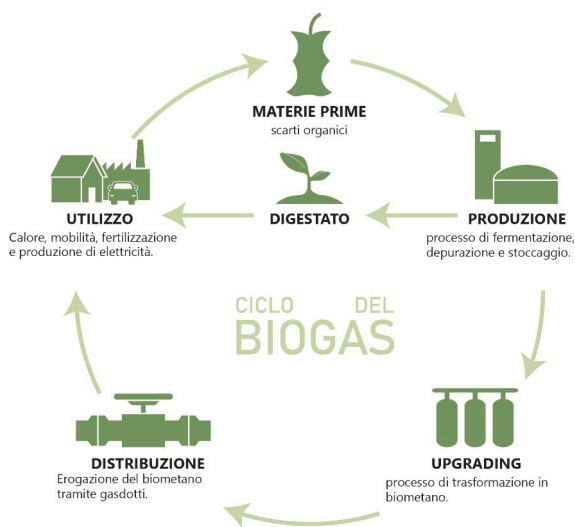 MATERIE PRIME
scarti organici
UTILIZZO
Calore, mobilità, fertilizzazione
e produzione di elettricità.
DIGESTATO
PRODUZIONE
processo di fermentazione,
depurazione e stoccaggio.
CICLO DEL
BIOGAS
DISTRIBUZIONE
Erogazione del biometano
tramite gasdotti.
UPGRADING
processo di trasformazione in
biometano.